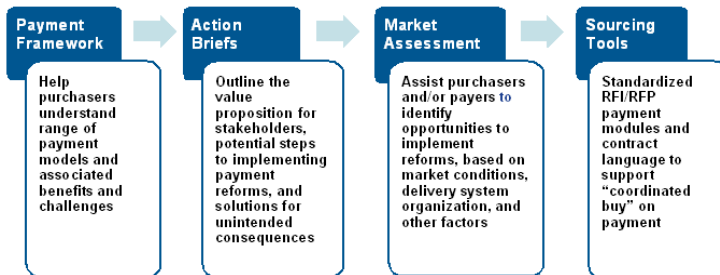 Payment
Framework
Help
purchasers
understand
range of
payment
models and
associated
benefits and
challenges
Action
Briefs
Outline the
value
proposition for
stakeholders,
potential steps
to implementing
payment
reforms, and
solutions for
unintended
consequences
Market
Assessment
Assist purchasers
and/or payers to
identify
opportunities to
implement
reforms, based on
market conditions,
delivery system
organization, and
other factors
Sourcing
Tools
Standardized
RFI/RFP
payment
modules and
contract
language to
support
“coordinated
buy” on
payment